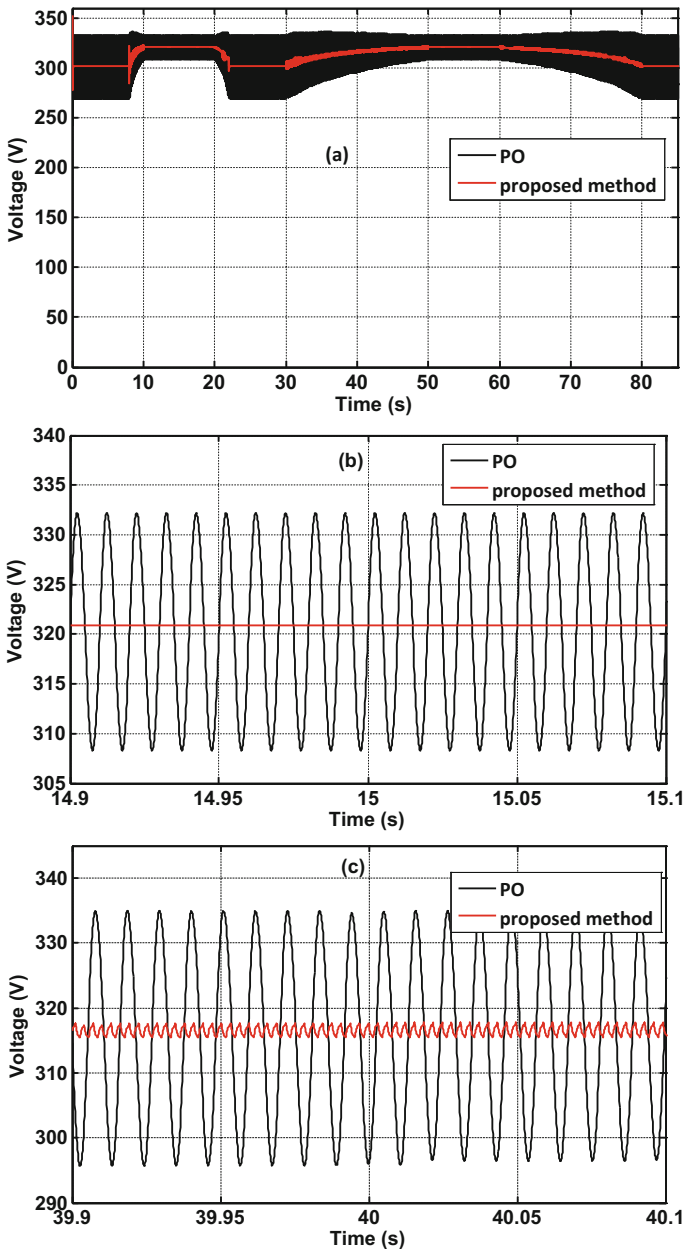 350
300
250
200
150
100
50
0
Voltage (V)
(a)
PO
proposed method
0 10 20 30 40 50 60 70 80
Time (s)
340
335
330
325
320
315
310
305
Voltage (V)
(b)
PO
proposed method
14.9 14.95 15 15.05 15.1
Time (s)
340
330
320
310
300
290
Voltage (V)
(c)
PO
proposed method
39.9 39.95 40 40.05 40.1
Time (s)